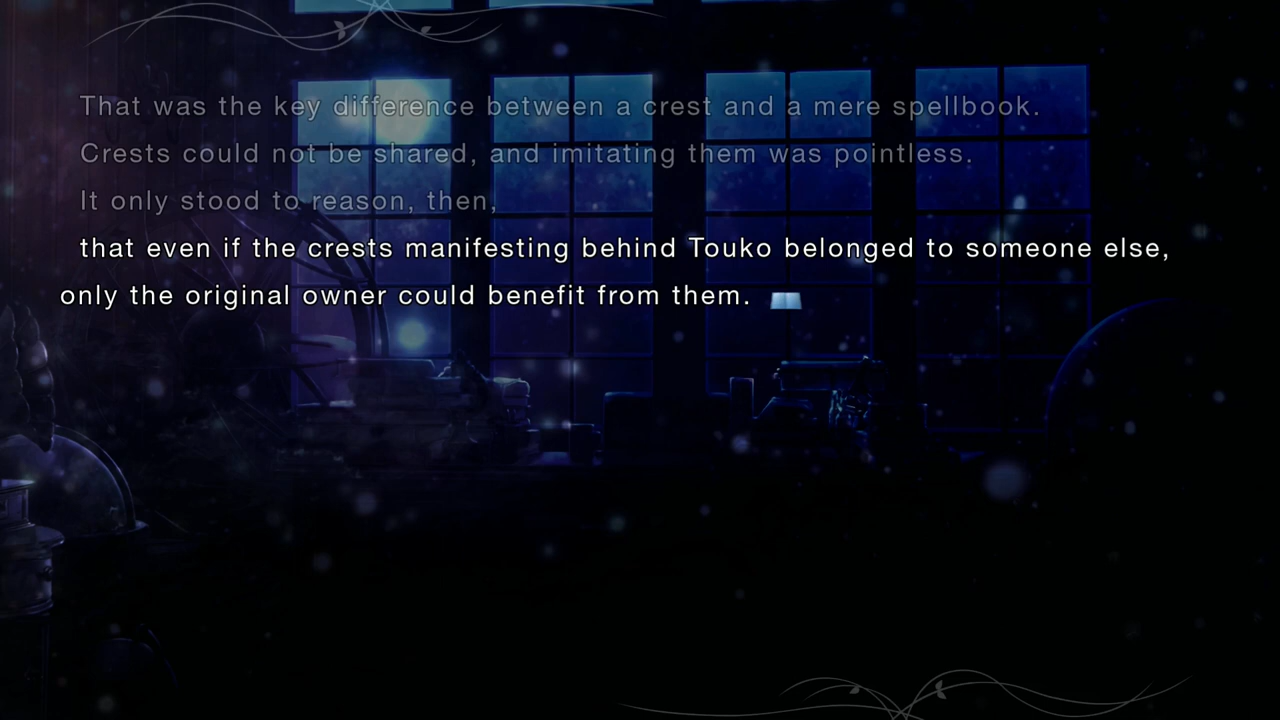 That was the key difference between a crest and a mere spellbook.
Crests could not be shared, and imitating them was pointless.
It only stood to reason, then,
that even if the crests manifesting behind Touko belonged to someone else,
only the original owner could benefit from them.